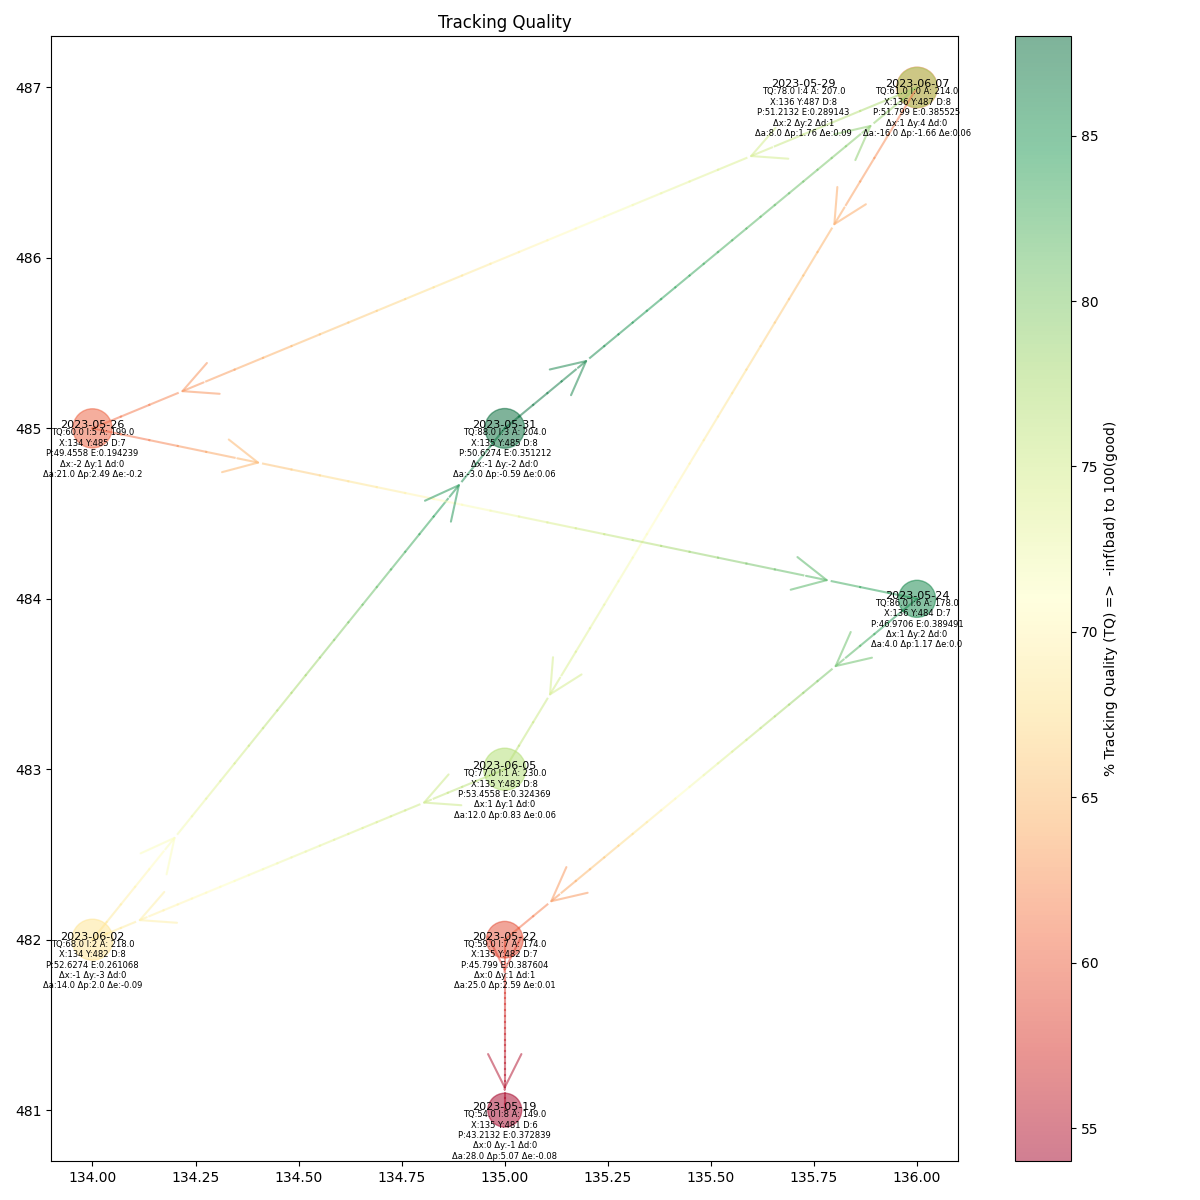 Tracking Quality
487
486
485
484
483
482
481
2023-05-29
TQ:78.0 I:4 A: 207.0
X:136 Y:487 D:8
P:51.2132 E:0.289143
Δx:2 Δy:2 Δd:1
Δa:8.0 Δp:1.76 Δe:0.09
2023-06-07
TQ:61.0 I:0 A: 214.0
X:136 Y:487 D:8
P:51.799 E:0.385525
Δx:1 Δy:4 Δd:0
Δa:-16.0 Δp:-1.66 Δe:0.06
2023-05-26
TQ:60.0 I:5 A: 199.0
X:134 Y:485 D:7
P:49.4558 E:0.194239
Δx:-2 Δy:1 Δd:0
Δa:21.0 Δp:2.49 Δe:-0.2
2023-05-31
TQ:88.0 I:3 A: 204.0
X:135 Y:485 D:8
P:50.6274 E:0.351212
Δx:-1 Δy:-2 Δd:0
Δa:-3.0 Δp:-0.59 Δe:0.06
2023-05-24
TQ:86.0 I:6 A: 178.0
X:136 Y:484 D:7
P:46.9706 E:0.389491
Δx:1 Δy:2 Δd:0
Δa:4.0 Δp:1.17 Δe:0.0
2023-06-05
TQ:77.0 I:1 A: 230.0
X:135 Y:483 D:8
P:53.4558 E:0.324369
Δx:1 Δy:1 Δd:0
Δa:12.0 Δp:0.83 Δe:0.06
2023-06-02
TQ:68.0 I:2 A: 218.0
X:134 Y:482 D:8
P:52.6274 E:0.261068
Δx:-1 Δy:-3 Δd:0
Δa:14.0 Δp:2.0 Δe:-0.09
2023-05-22
TQ:59.0 I:7 A: 174.0
X:135 Y:482 D:7
P:45.799 E:0.387604
Δx:0 Δy:1 Δd:1
Δa:25.0 Δp:2.59 Δe:0.01
2023-05-19
TQ:54.0 I:8 A: 149.0
X:135 Y:481 D:6
P:43.2132 E:0.372839
Δx:0 Δy:-1 Δd:0
Δa:28.0 Δp:5.07 Δe:-0.08
134.00
134.25
134.50
134.75
135.00
135.25
135.50
135.75
136.00
85
80
75
70
65
60
55
% Tracking Quality (TQ) => -inf(bad) to 100(good)